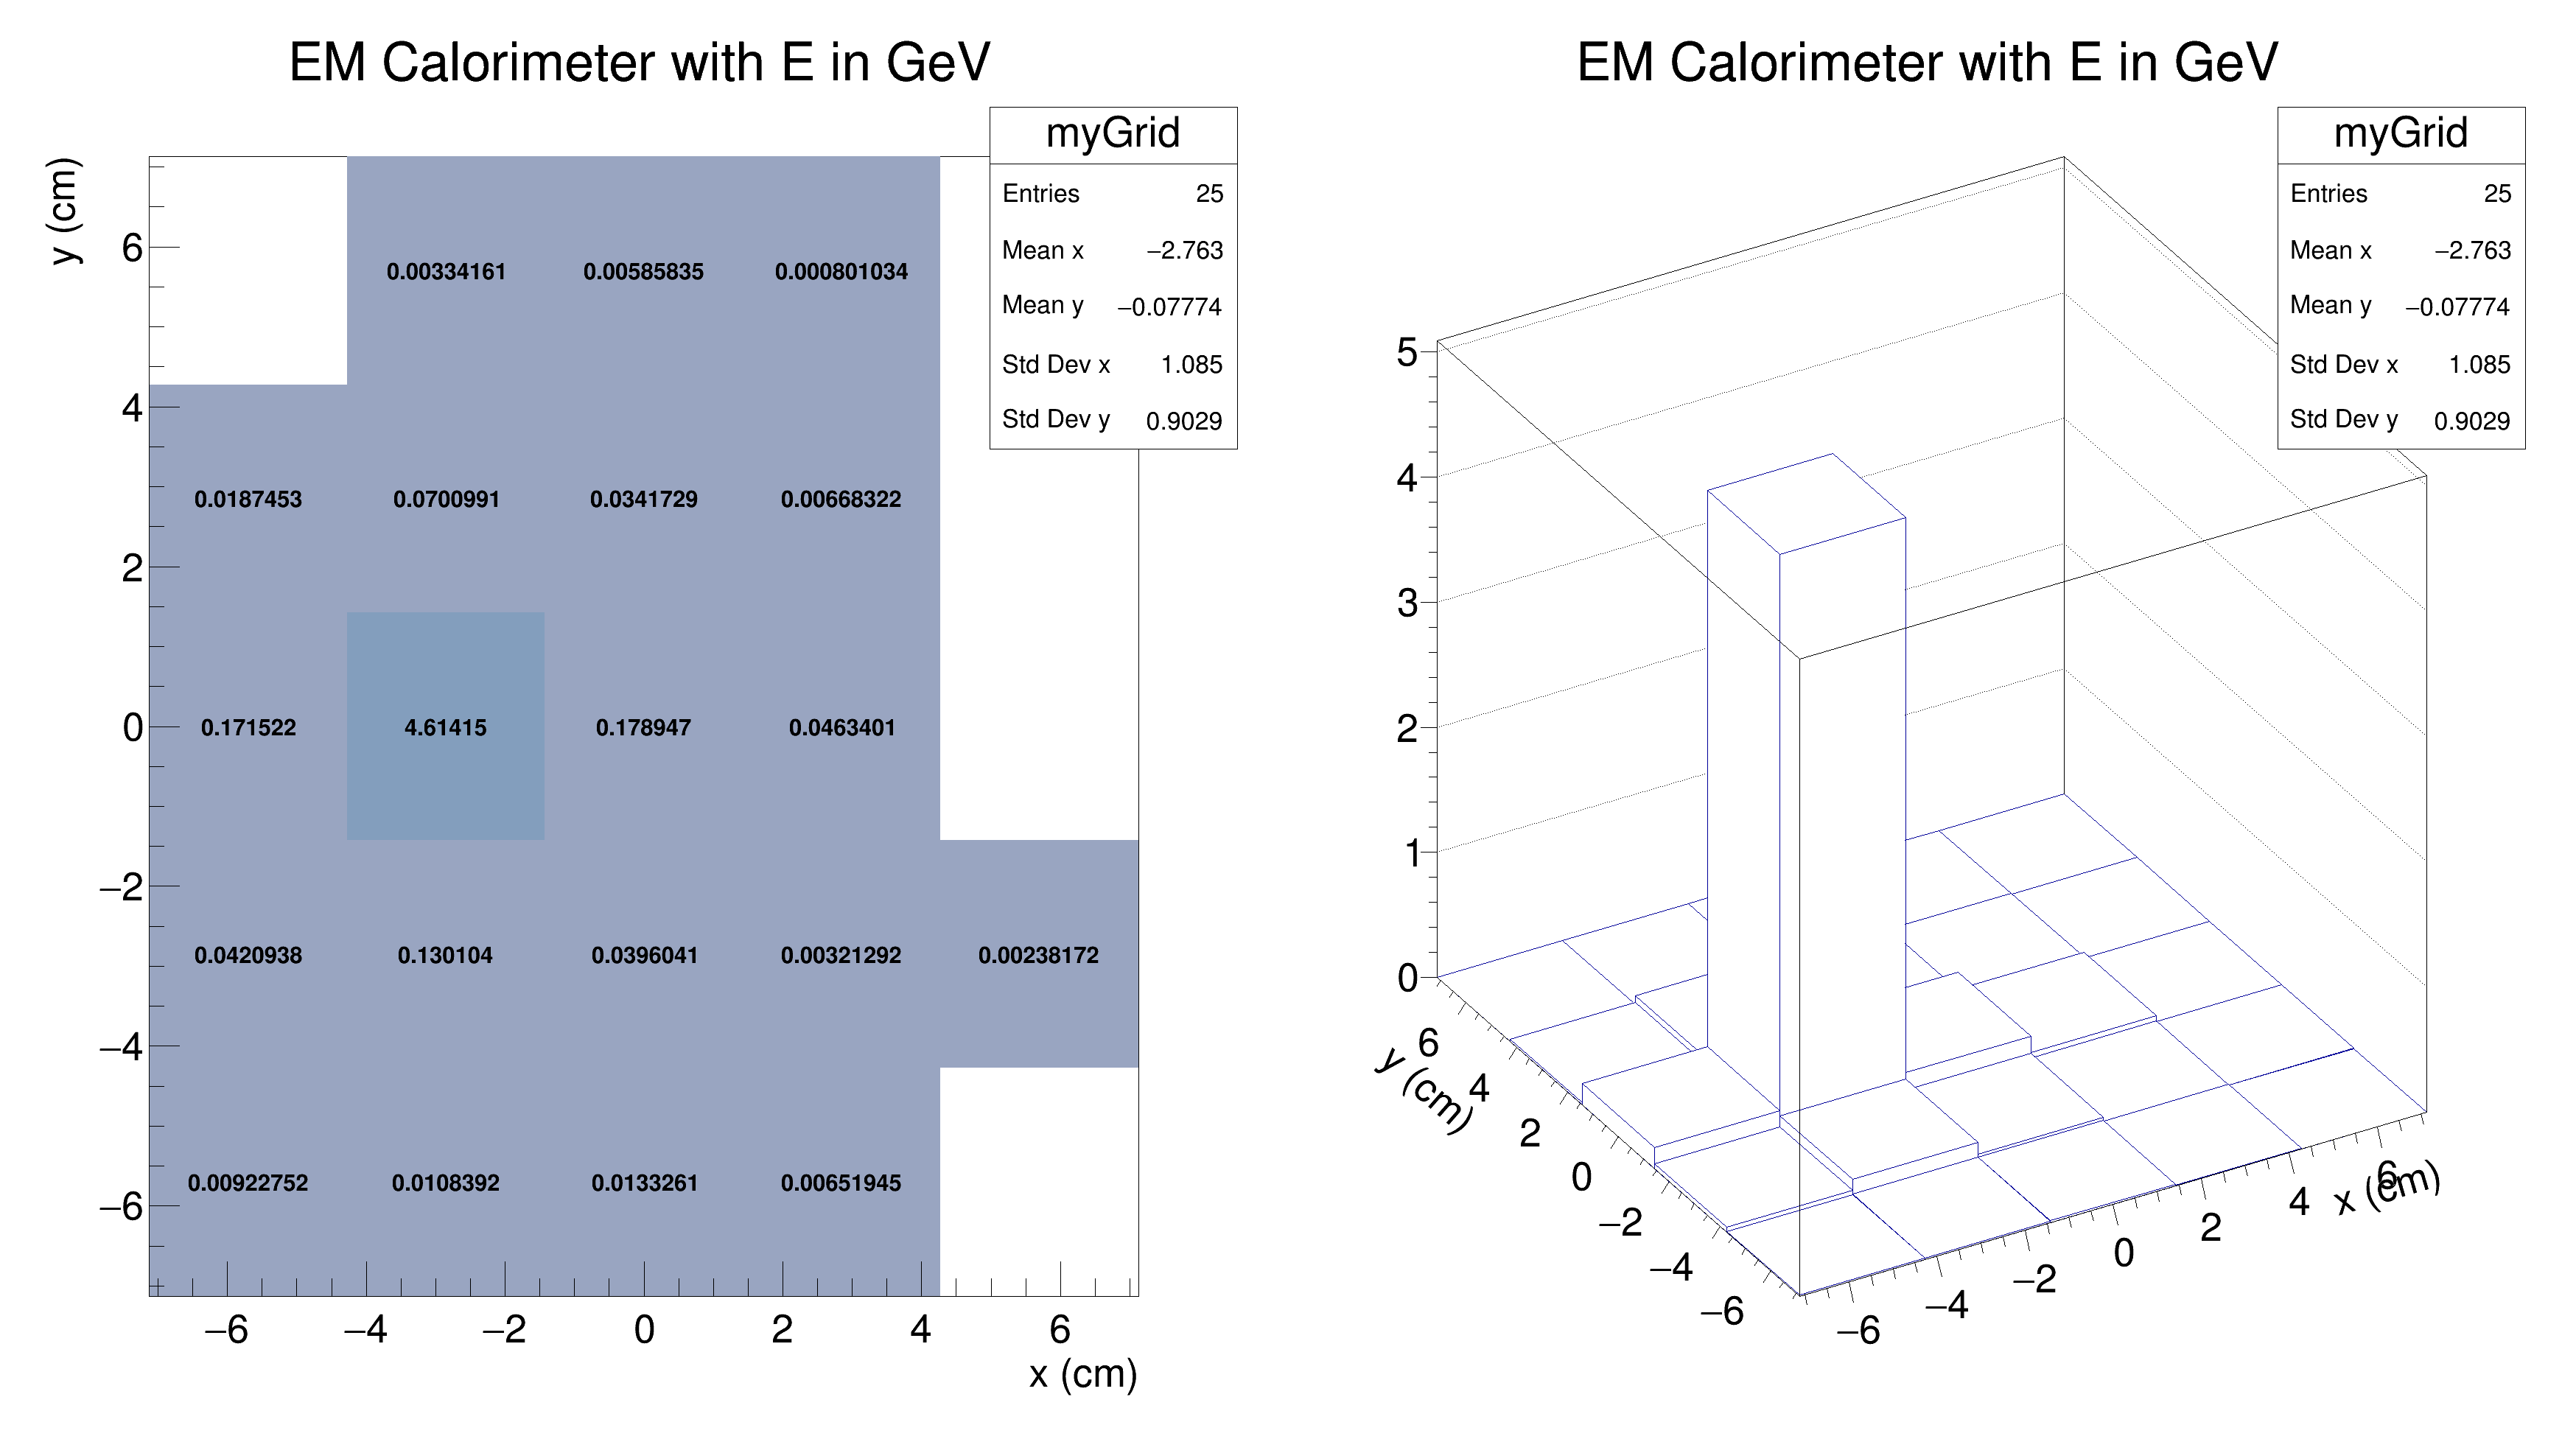 EM Calorimeter with E in GeV
myGrid
Entries 25
Mean x −2.763
Mean y −0.07774
Std Dev x 1.085
Std Dev y 0.9029
y (cm)
6
4
2
0
−2
−4
−6
0.00334161 0.00585835 0.000801034
0.0187453 0.0700991 0.0341729 0.00668322
0.171522 4.61415 0.178947 0.0463401
0.0420938 0.130104 0.0396041 0.00321292 0.00238172
0.00922752 0.0108392 0.0133261 0.00651945
−6 −4 −2 0 2 4 6
x (cm)
EM Calorimeter with E in GeV
myGrid
Entries 25
Mean x −2.763
Mean y −0.07774
Std Dev x 1.085
Std Dev y 0.9029
5
4
3
2
1
0
6
4
2
0
−2
−4
−6
y (cm)
−6 −4 −2 0 2 4 6
x (cm)